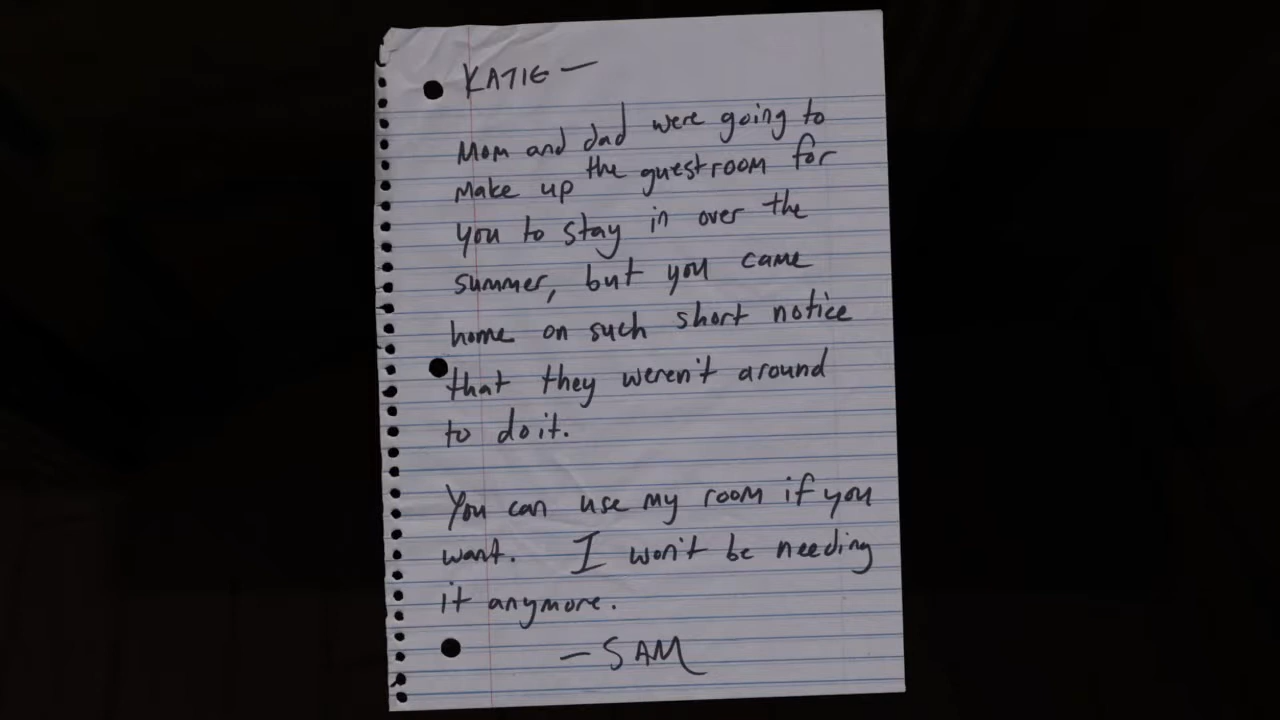 KATIE —
Mom and dad were going to
make up the guestroom for
you to stay in over the
summer, but you came
home on such short notice
that they weren't around
to do it.
You can use my room if you
want. I won't be needing
it anymore.
— SAM